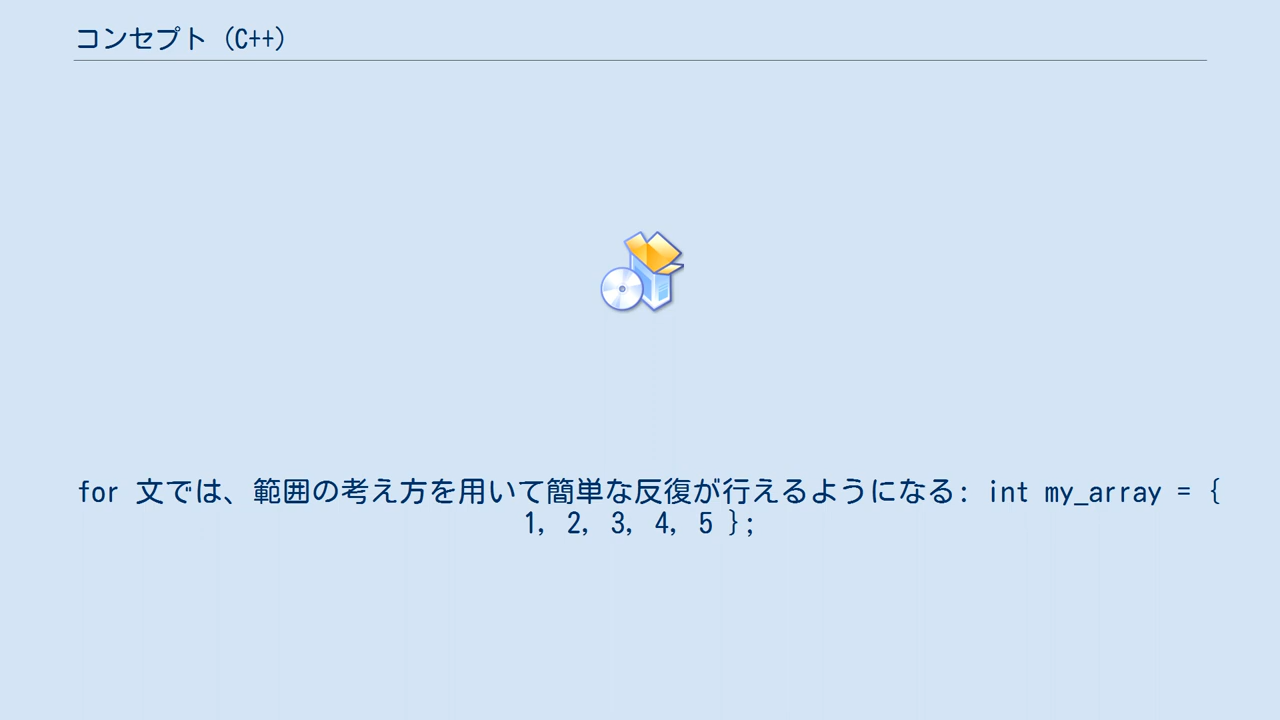 コンセプト (C++)
for 文では、範囲の考え方を用いて簡単な反復が行えるようになる: int my_array = {
1, 2, 3, 4, 5 };